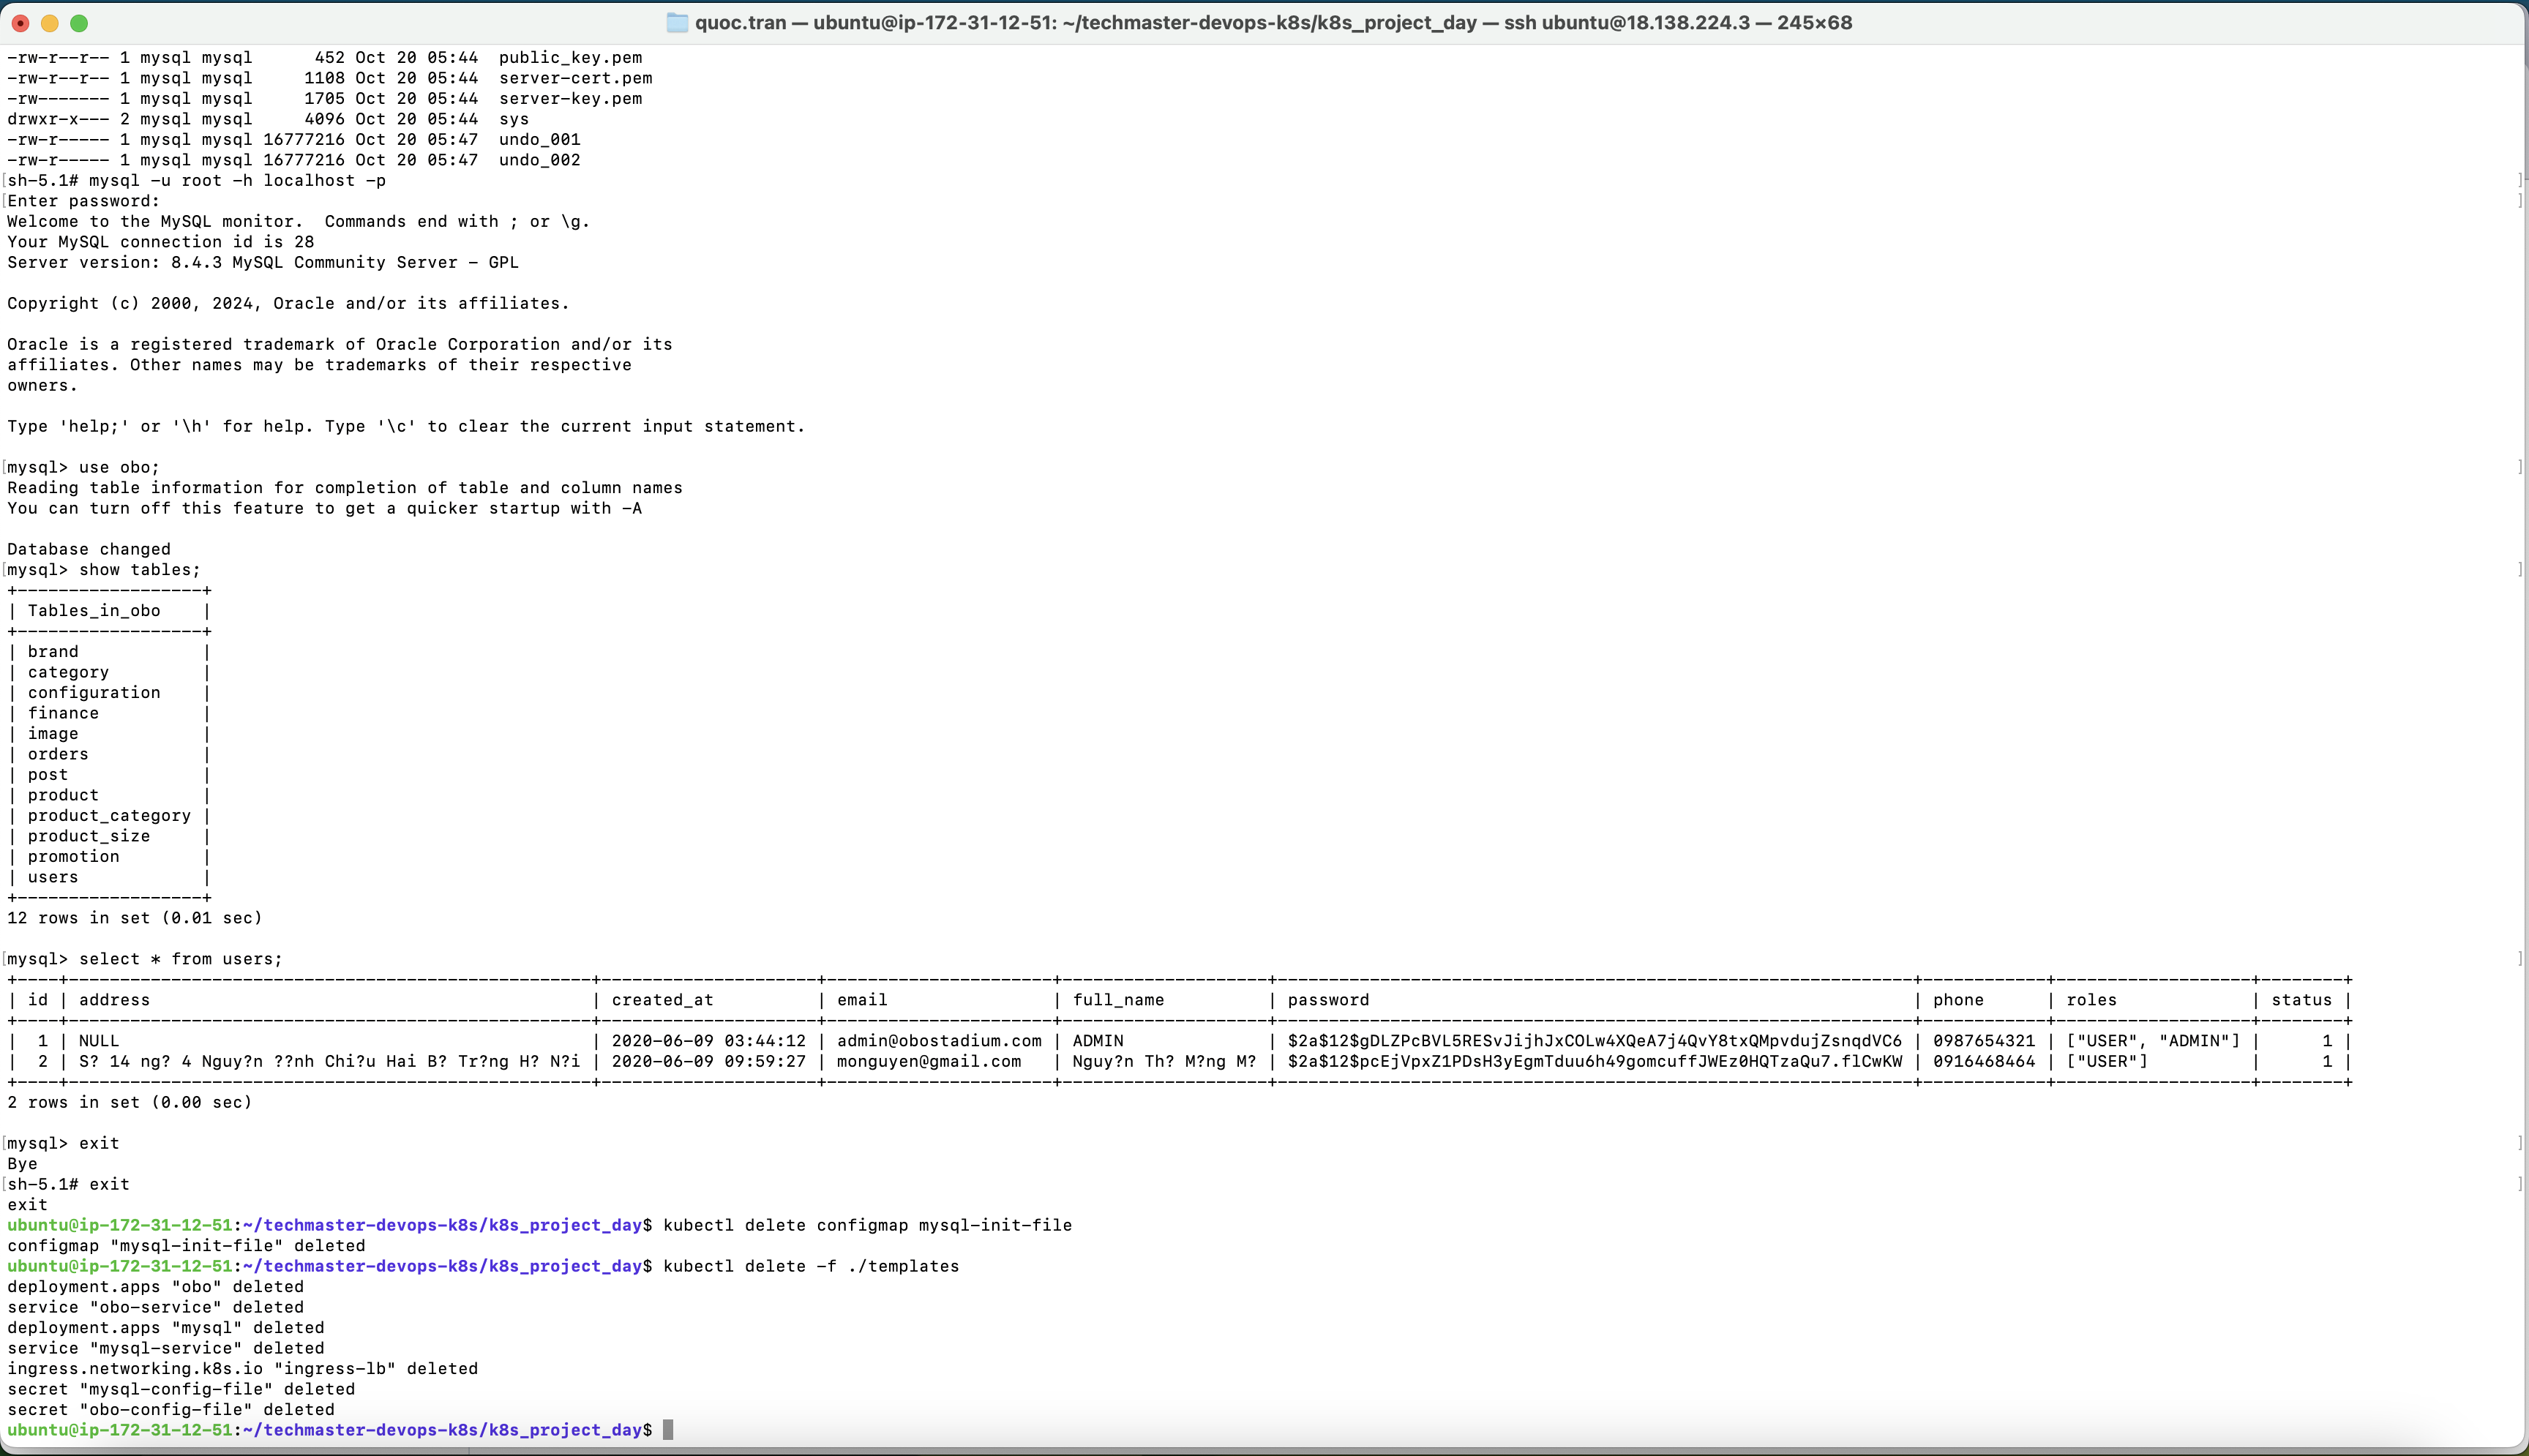 quoc.tran — ubuntu@ip-172-31-12-51: ~/techmaster-devops-k8s/k8s_project_day — ssh ubuntu@18.138.224.3 — 245×68
-rw-r--r-- 1 mysql mysql      452 Oct 20 05:44  public_key.pem
-rw-r--r-- 1 mysql mysql     1108 Oct 20 05:44  server-cert.pem
-rw------- 1 mysql mysql     1705 Oct 20 05:44  server-key.pem
drwxr-x--- 2 mysql mysql     4096 Oct 20 05:44  sys
-rw-r----- 1 mysql mysql 16777216 Oct 20 05:47  undo_001
-rw-r----- 1 mysql mysql 16777216 Oct 20 05:47  undo_002
[sh-5.1# mysql -u root -h localhost -p ]
[Enter password: ]
Welcome to the MySQL monitor.  Commands end with ; or \g.
Your MySQL connection id is 28
Server version: 8.4.3 MySQL Community Server - GPL
Copyright (c) 2000, 2024, Oracle and/or its affiliates.
Oracle is a registered trademark of Oracle Corporation and/or its
affiliates. Other names may be trademarks of their respective
owners.
Type 'help;' or '\h' for help. Type '\c' to clear the current input statement.
[mysql> use obo; ]
Reading table information for completion of table and column names
You can turn off this feature to get a quicker startup with -A
Database changed
[mysql> show tables; ]
+------------------+
| Tables_in_obo    |
+------------------+
| brand            |
| category         |
| configuration    |
| finance          |
| image            |
| orders           |
| post             |
| product          |
| product_category |
| product_size     |
| promotion        |
| users            |
+------------------+
12 rows in set (0.01 sec)
[mysql> select * from users; ]
+----+---------------------------------------------------+---------------------+----------------------+--------------------+--------------------------------------------------------------+------------+-------------------+--------+
| id | address                                           | created_at          | email                | full_name          | password                                                     | phone      | roles             | status |
+----+---------------------------------------------------+---------------------+----------------------+--------------------+--------------------------------------------------------------+------------+-------------------+--------+
|  1 | NULL                                              | 2020-06-09 03:44:12 | admin@obostadium.com | ADMIN              | $2a$12$gDLZPcBVL5RESvJijhJxCOLw4XQeA7j4QvY8txQMpvdujZsnqdVC6 | 0987654321 | ["USER", "ADMIN"] |      1 |
|  2 | S? 14 ng? 4 Nguy?n ??nh Chi?u Hai B? Tr?ng H? N?i | 2020-06-09 09:59:27 | monguyen@gmail.com   | Nguy?n Th? M?ng M? | $2a$12$pcEjVpxZ1PDsH3yEgmTduu6h49gomcuffJWEz0HQTzaQu7.flCwKW | 0916468464 | ["USER"]          |      1 |
+----+---------------------------------------------------+---------------------+----------------------+--------------------+--------------------------------------------------------------+------------+-------------------+--------+
2 rows in set (0.00 sec)
[mysql> exit ]
Bye
[sh-5.1# exit ]
exit
ubuntu@ip-172-31-12-51:~/techmaster-devops-k8s/k8s_project_day$ kubectl delete configmap mysql-init-file
configmap "mysql-init-file" deleted
ubuntu@ip-172-31-12-51:~/techmaster-devops-k8s/k8s_project_day$ kubectl delete -f ./templates
deployment.apps "obo" deleted
service "obo-service" deleted
deployment.apps "mysql" deleted
service "mysql-service" deleted
ingress.networking.k8s.io "ingress-lb" deleted
secret "mysql-config-file" deleted
secret "obo-config-file" deleted
ubuntu@ip-172-31-12-51:~/techmaster-devops-k8s/k8s_project_day$